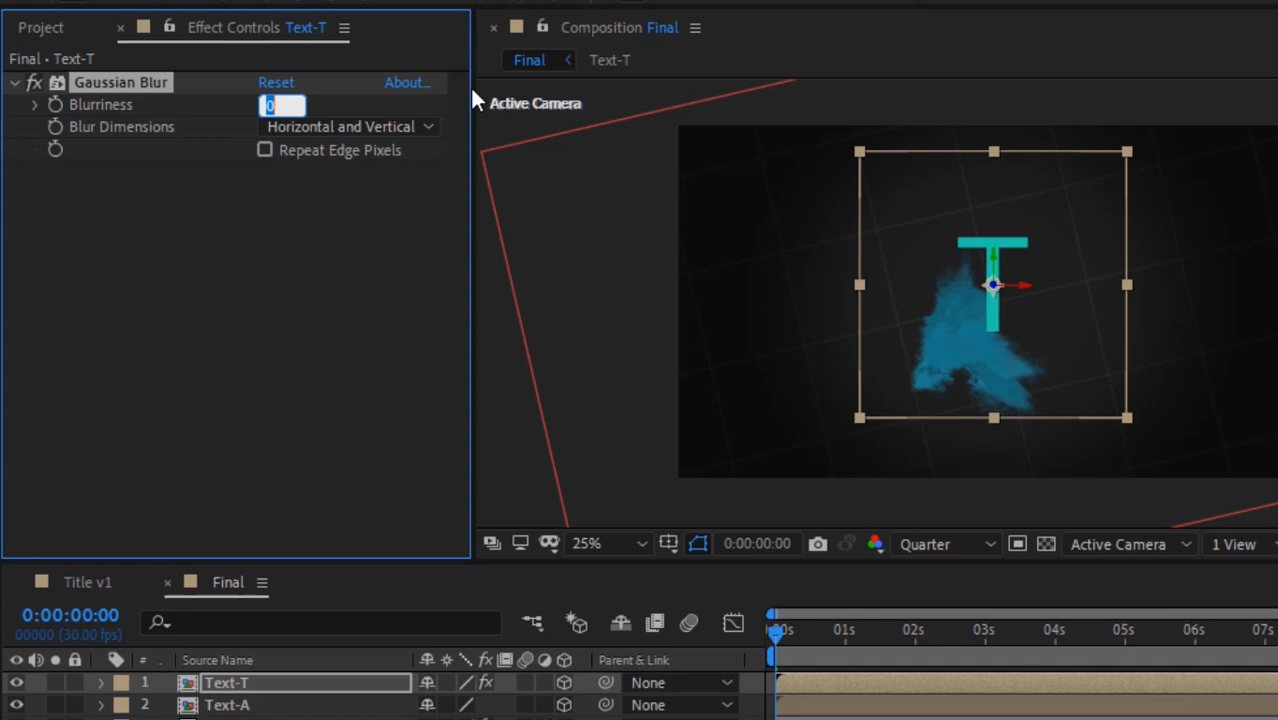 Project × Effect Controls Text-T
Final • Text-T
fx Gaussian Blur Reset About...
Blurriness 0
Blur Dimensions Horizontal and Vertical
Repeat Edge Pixels
× Composition Final
Final Text-T
Active Camera
T
25% 0:00:00:00 Quarter Active Camera 1 View
Title v1 × Final
0:00:00:00
00000 (30.00 fps)
00s 01s 02s 03s 04s 05s 06s 07s
# Source Name fx Parent & Link
1 Text-T fx None
2 Text-A None